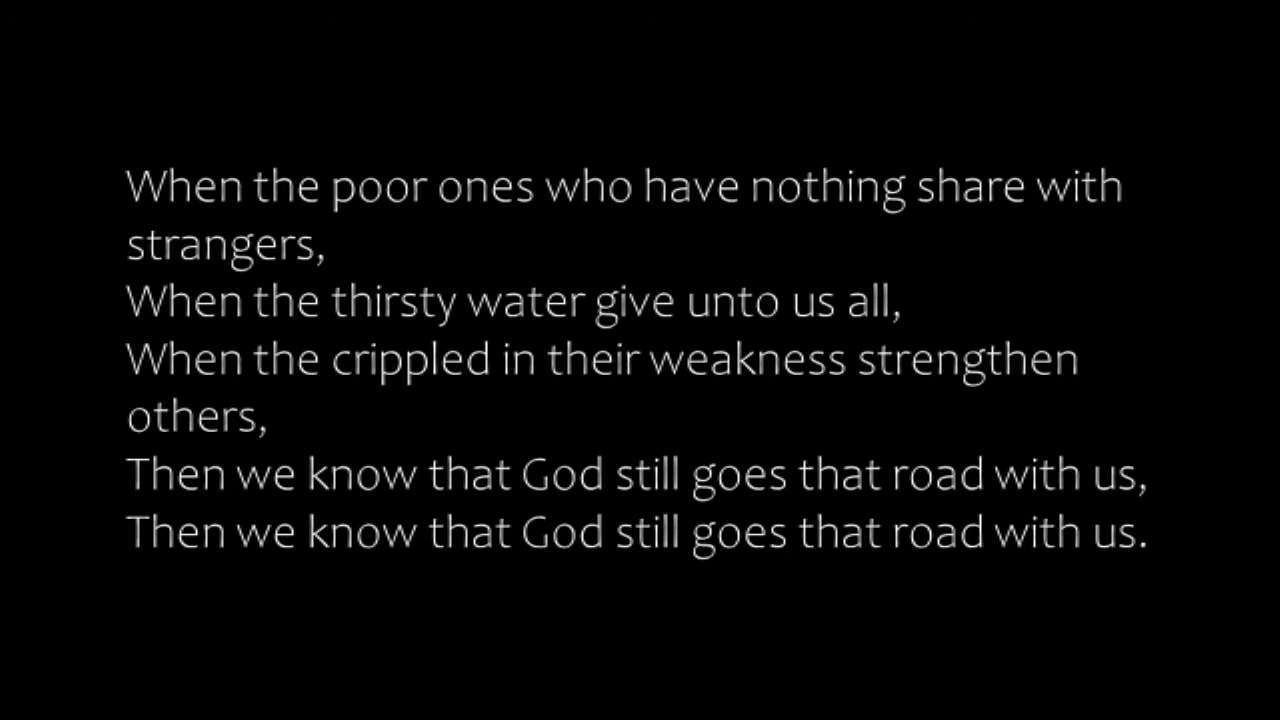 When the poor ones who have nothing share with
strangers,
When the thirsty water give unto us all,
When the crippled in their weakness strengthen
others,
Then we know that God still goes that road with us,
Then we know that God still goes that road with us.